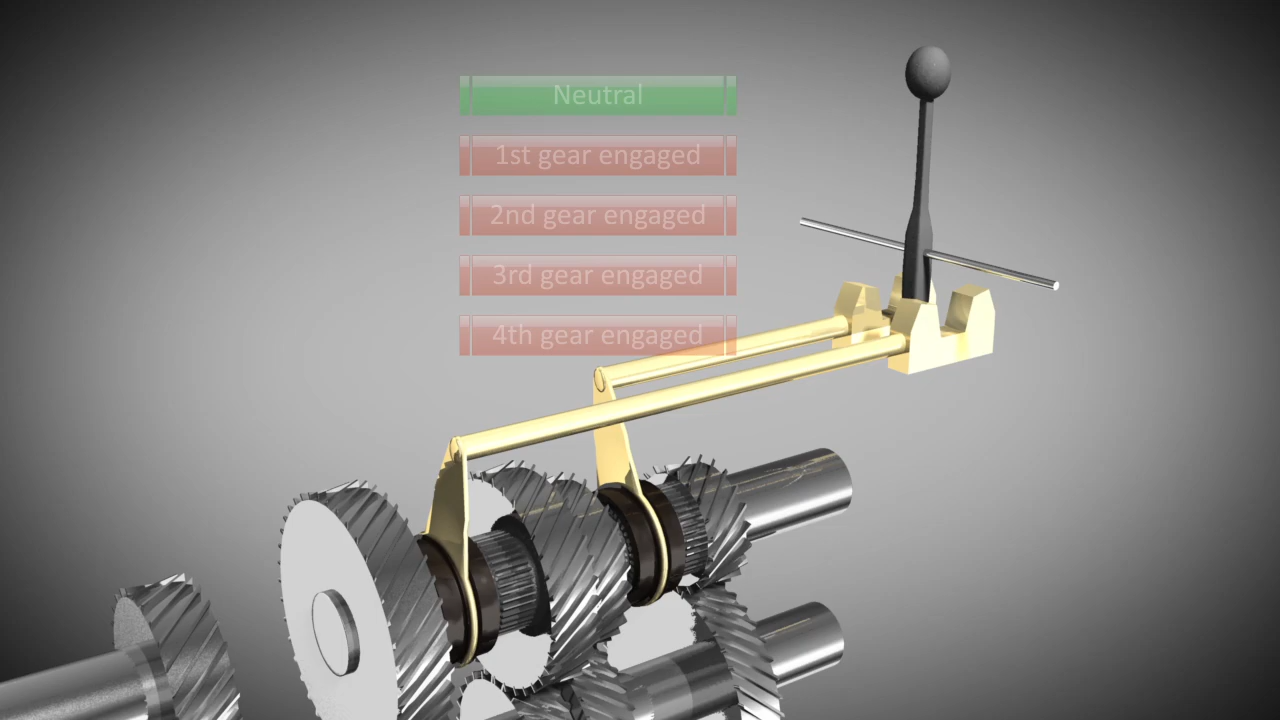 Neutral
1st gear engaged
2nd gear engaged
3rd gear engaged
4th gear engaged